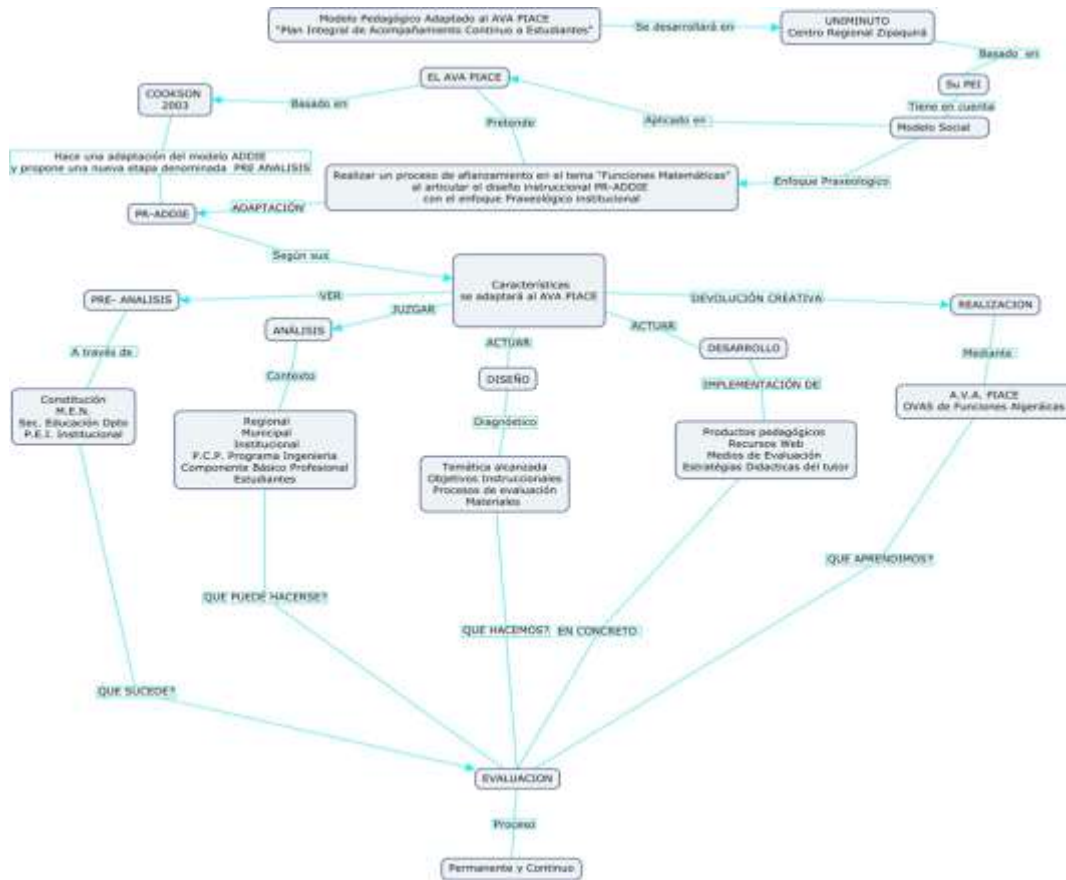 Modelo Pedagógico Adaptado al AVA PIACE
"Plan Integral de Acompañamiento Continuo a Estudiantes"
Se desarrollará en
UNIMINUTO
Centro Regional Zipaquirá
Basado en
Su PEI
Tiene en cuenta
Modelo Social
Aplicado en
EL AVA PIACE
Basado en
COOKSON
2003
Pretende
Enfoque Praxeologico
Hace una adaptación del modelo ADDIE
y propone una nueva etapa denominada PRE ANALISIS
Realizar un proceso de afianzamiento en el tema "Funciones Matemáticas"
al articular el diseño instruccional PR-ADDIE
con el enfoque Praxeológico institucional
ADAPTACIÓN
PR-ADDIE
Según sus
Características
se adaptará al AVA PIACE
VER
PRE- ANALISIS
JUZGAR
ANÁLISIS
ACTUAR
DISEÑO
ACTUAR
DESARROLLO
DEVOLUCIÓN CREATIVA
REALIZACION
A través de
Contexto
Diagnóstico
IMPLEMENTACIÓN DE
Mediante
Constitución
M.E.N.
Sec. Educación Dpto
P.E.I. Institucional
Regional
Municipal
Institucional
P.C.P. Programa Ingenieria
Componente Básico Profesional
Estudiantes
Temática alcanzada
Objetivos Instruccionales
Procesos de evaluación
Materiales
Productos pedagógicos
Recursos Web
Medios de Evaluación
Estratégias Didacticas del tutor
A.V.A. PIACE
OVAS de Funciones Algeráicas
QUE SUCEDE?
QUE PUEDE HACERSE?
QUE HACEMOS?
EN CONCRETO
QUE APRENDIMOS?
EVALUACION
Proceso
Permanente y Continuo